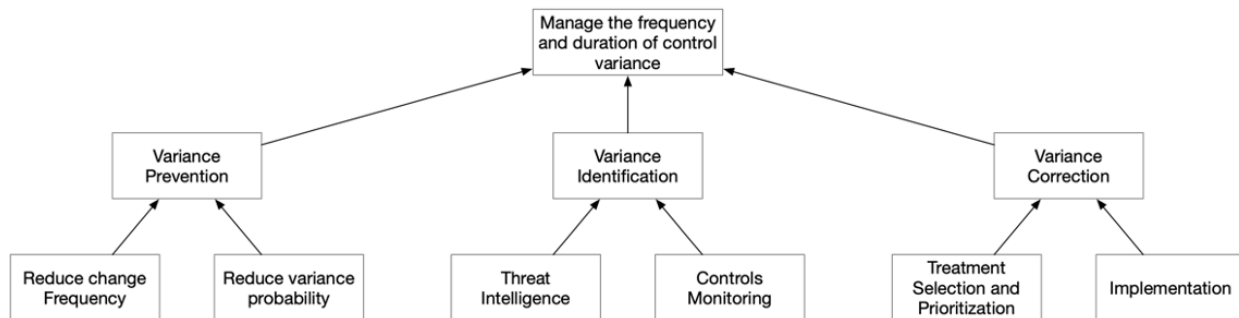 Manage the frequency
and duration of control
variance
Variance
Prevention
Variance
Identification
Variance
Correction
Reduce change
Frequency
Reduce variance
probability
Threat
Intelligence
Controls
Monitoring
Treatment
Selection and
Prioritization
Implementation